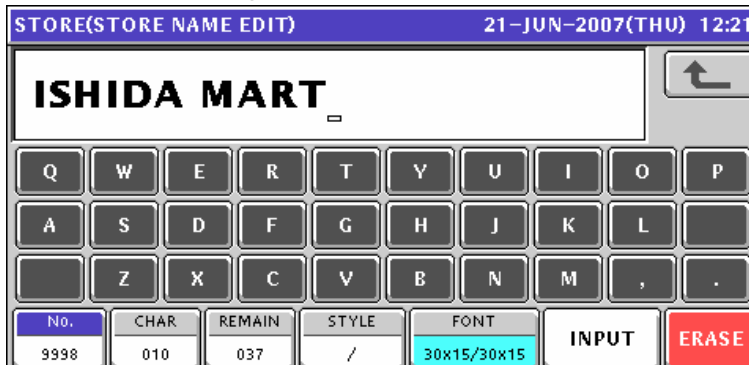 STORE(STORE NAME EDIT) 21-JUN-2007(THU) 12:21
ISHIDA MART_
Q W E R T Y U I O P
A S D F G H J K L
Z X C V B N M , .
No. CHAR REMAIN STYLE FONT INPUT ERASE
9998 010 037 / 30x15/30x15